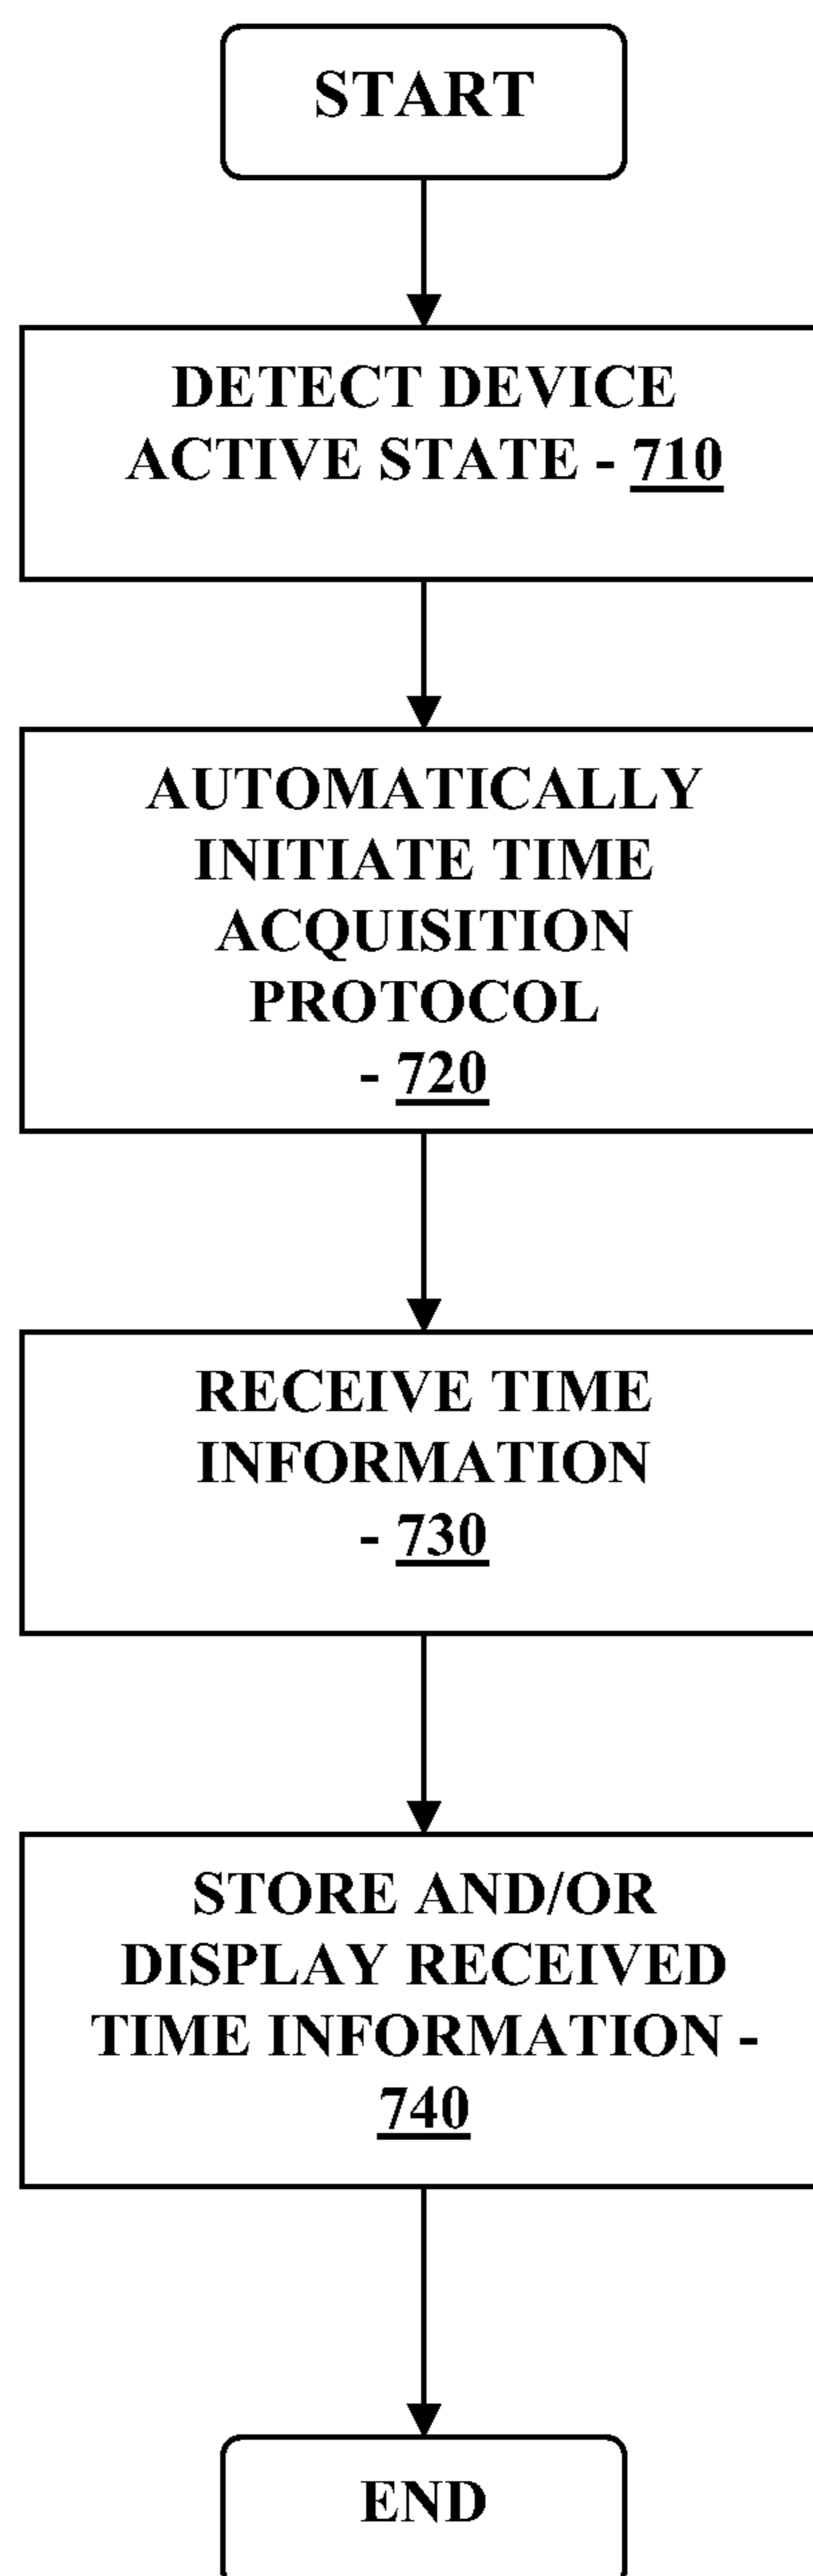 START
DETECT DEVICE
ACTIVE STATE - 710
AUTOMATICALLY
INITIATE TIME
ACQUISITION
PROTOCOL
- 720
RECEIVE TIME
INFORMATION
- 730
STORE AND/OR
DISPLAY RECEIVED
TIME INFORMATION -
740
END